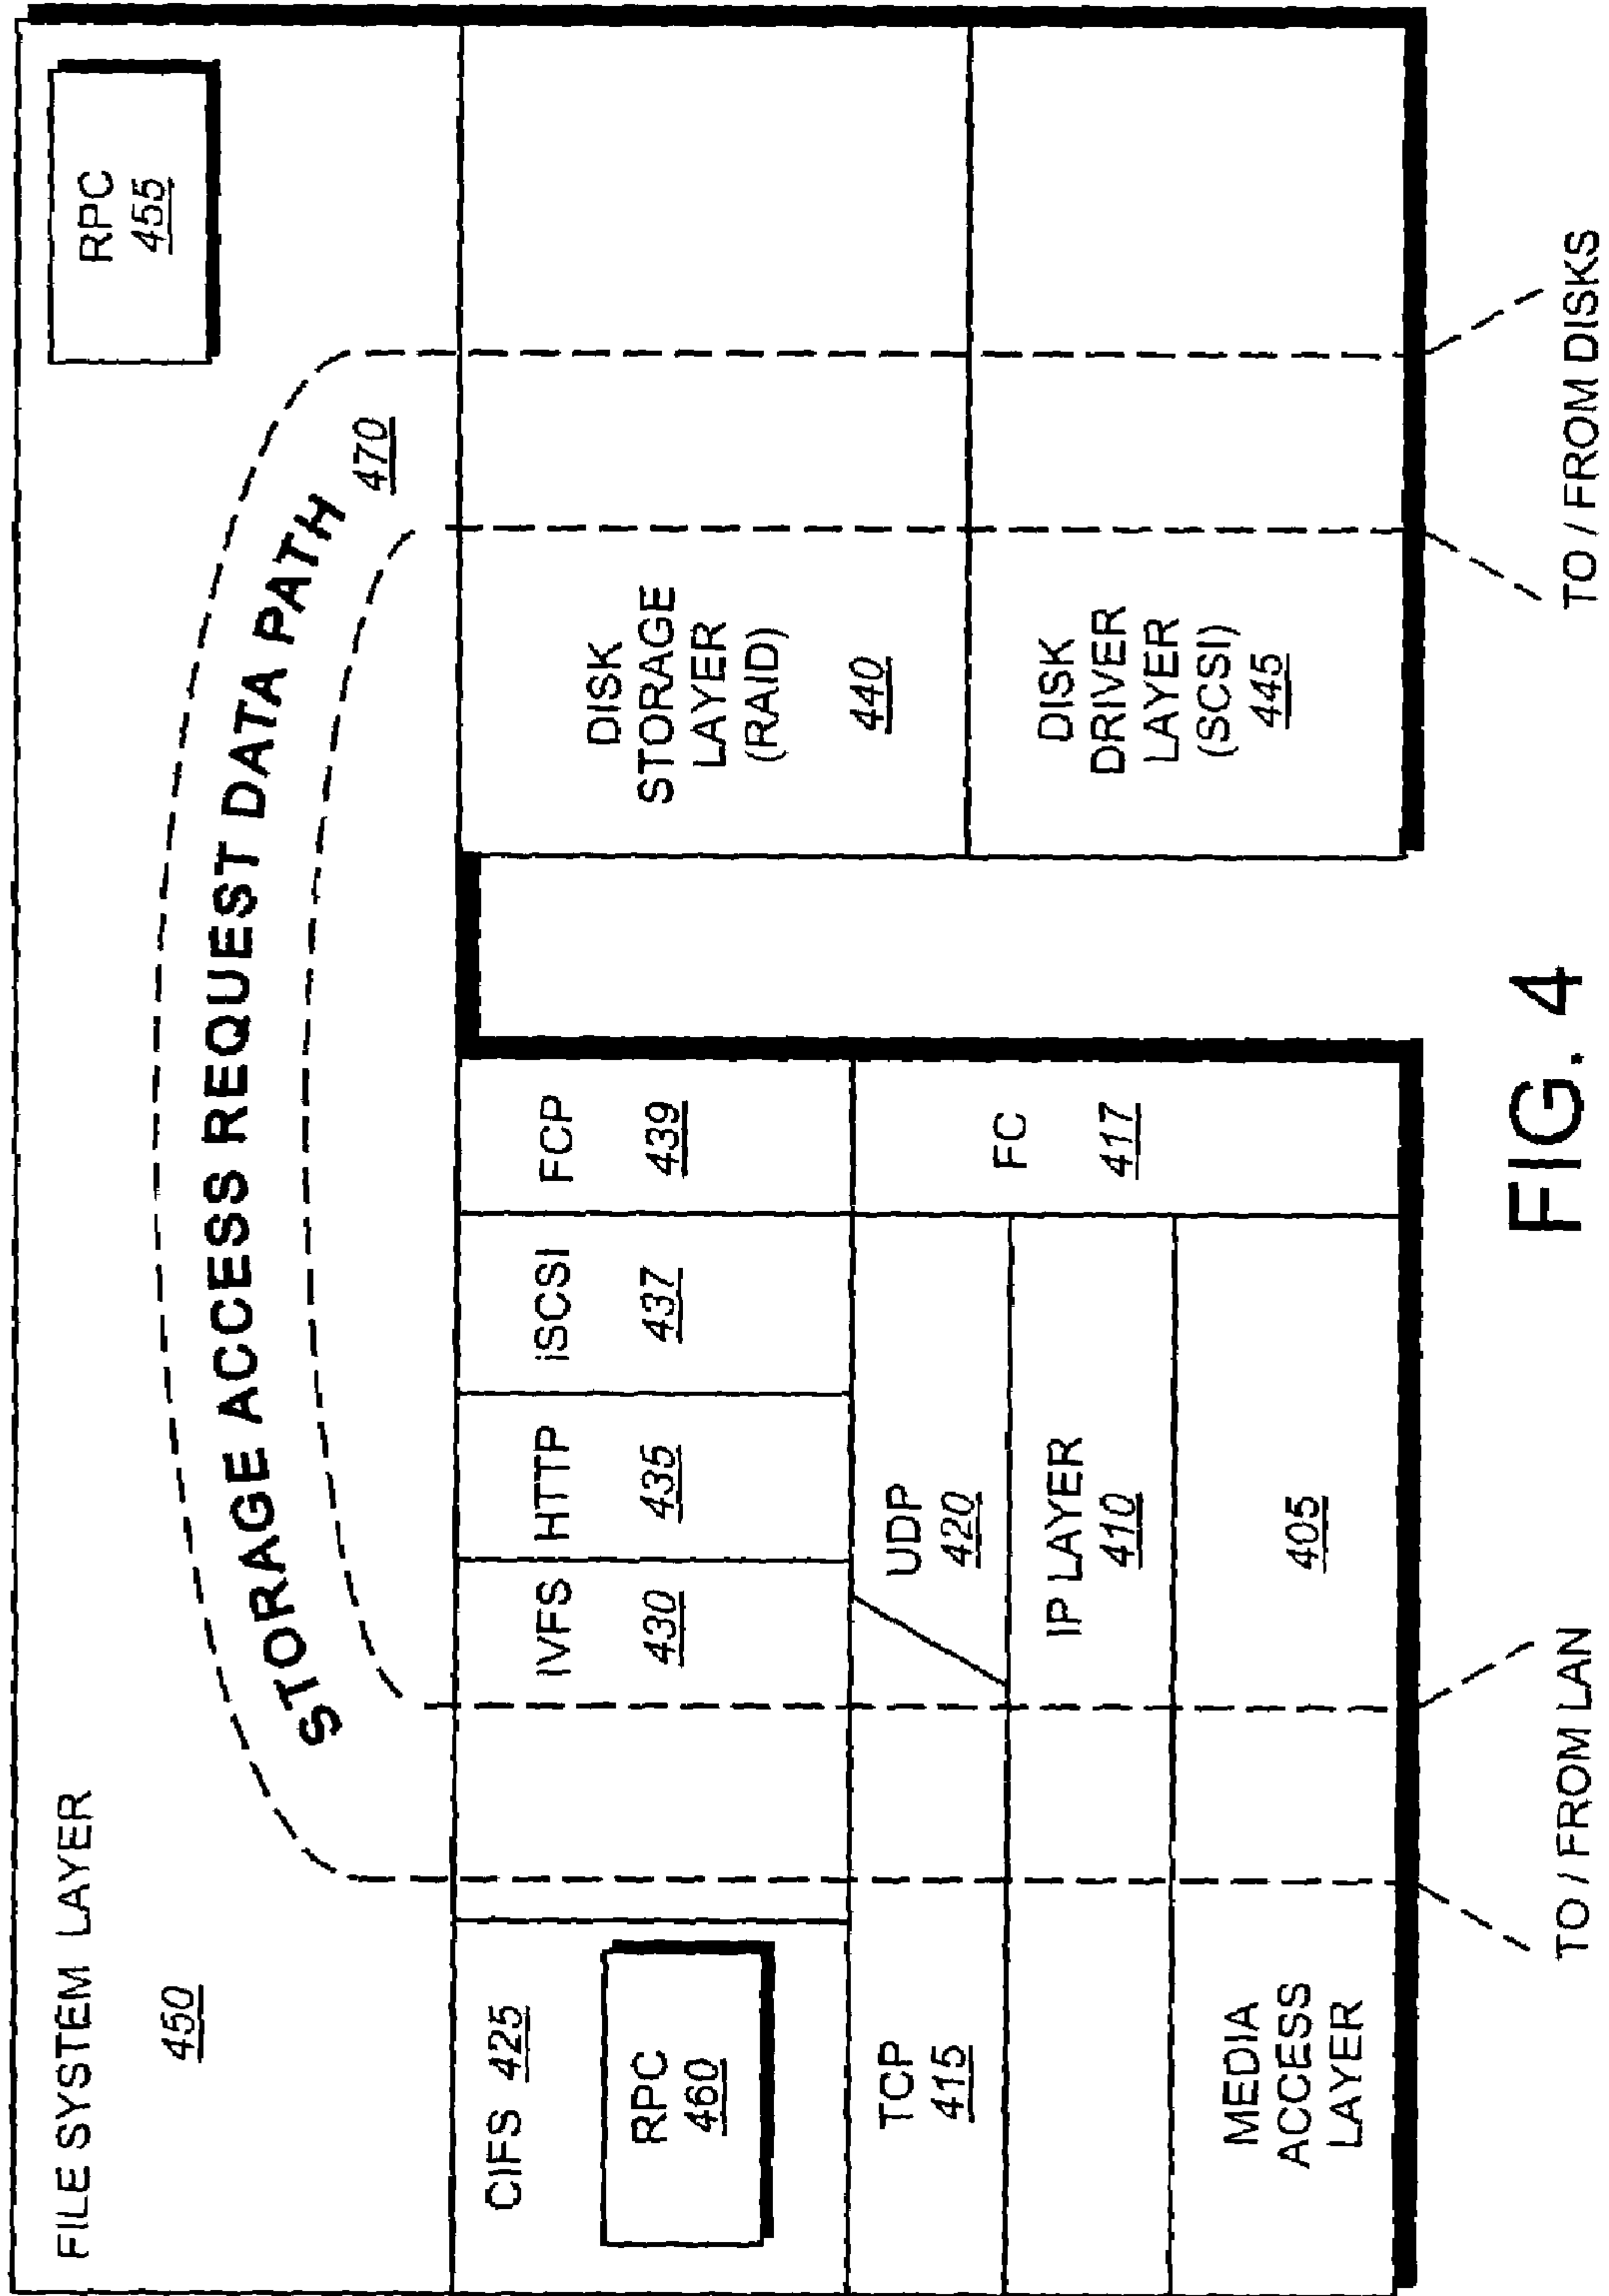 FILE SYSTEM LAYER
450
RPC
455
STORAGE ACCESS REQUEST DATA PATH
470
CIFS 425
RPC
460
IVFS
430
HTTP
435
iSCSI
437
FCP
439
TCP
415
UDP
420
IP LAYER
410
FC
417
MEDIA
ACCESS
LAYER
405
DISK
STORAGE
LAYER
(RAID)
440
DISK
DRIVER
LAYER
(SCSI)
445
TO / FROM LAN
TO / FROM DISKS
FIG. 4